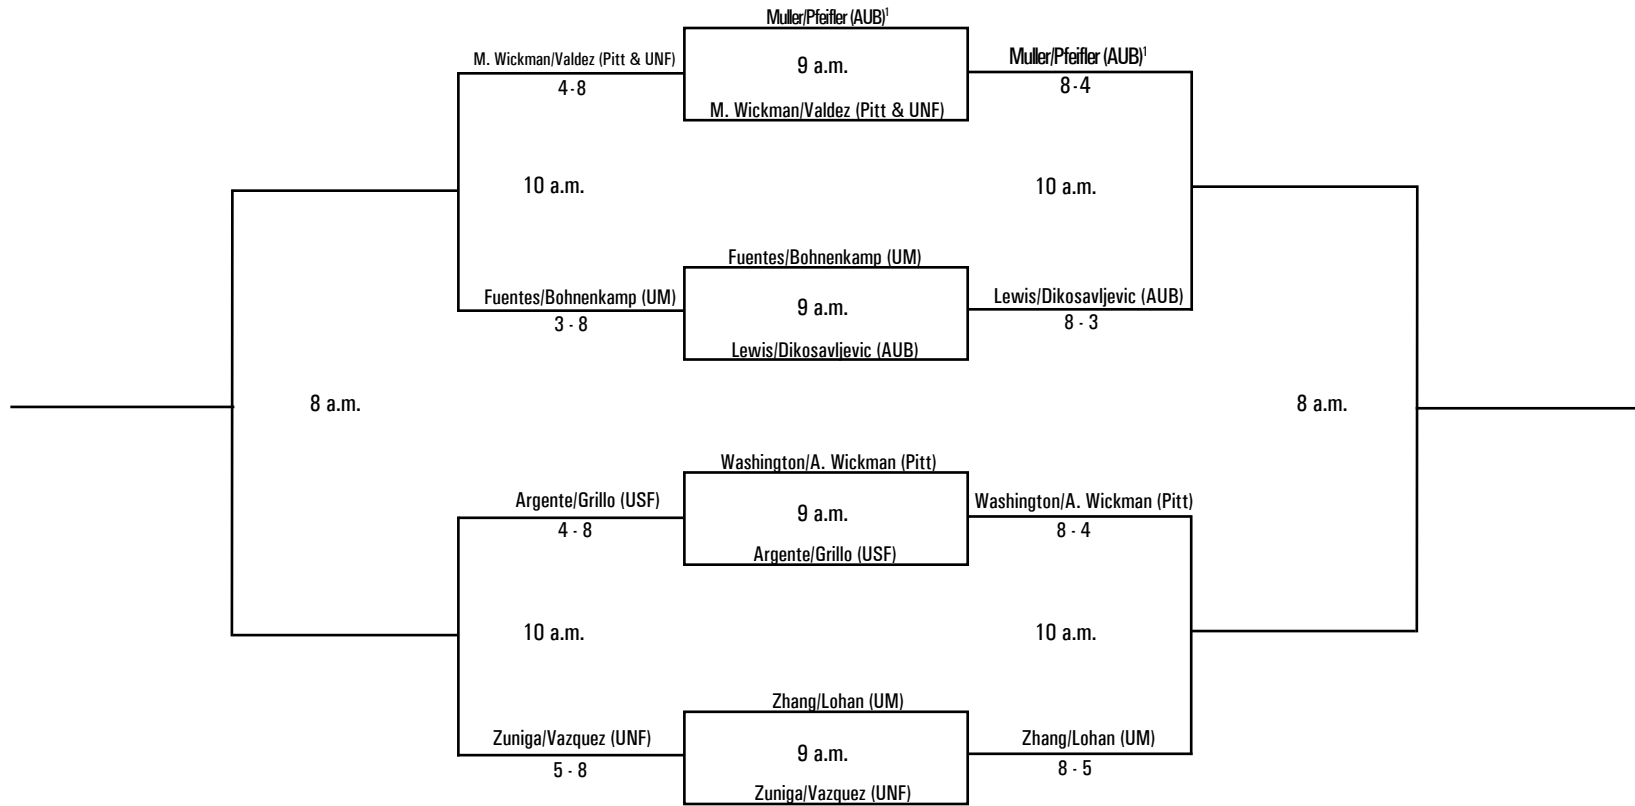 Muller/Pfeifler (AUB)¹
M. Wickman/Valdez (Pitt & UNF)
9 a.m.
Muller/Pfeifler (AUB)¹
4 - 8
8 - 4
M. Wickman/Valdez (Pitt & UNF)
10 a.m.
10 a.m.
Fuentes/Bohnenkamp (UM)
Fuentes/Bohnenkamp (UM)
9 a.m.
Lewis/Dikosavljevic (AUB)
3 - 8
8 - 3
Lewis/Dikosavljevic (AUB)
8 a.m.
8 a.m.
Washington/A. Wickman (Pitt)
Argente/Grillo (USF)
9 a.m.
Washington/A. Wickman (Pitt)
4 - 8
8 - 4
Argente/Grillo (USF)
10 a.m.
10 a.m.
Zhang/Lohan (UM)
Zuniga/Vazquez (UNF)
9 a.m.
Zhang/Lohan (UM)
5 - 8
8 - 5
Zuniga/Vazquez (UNF)